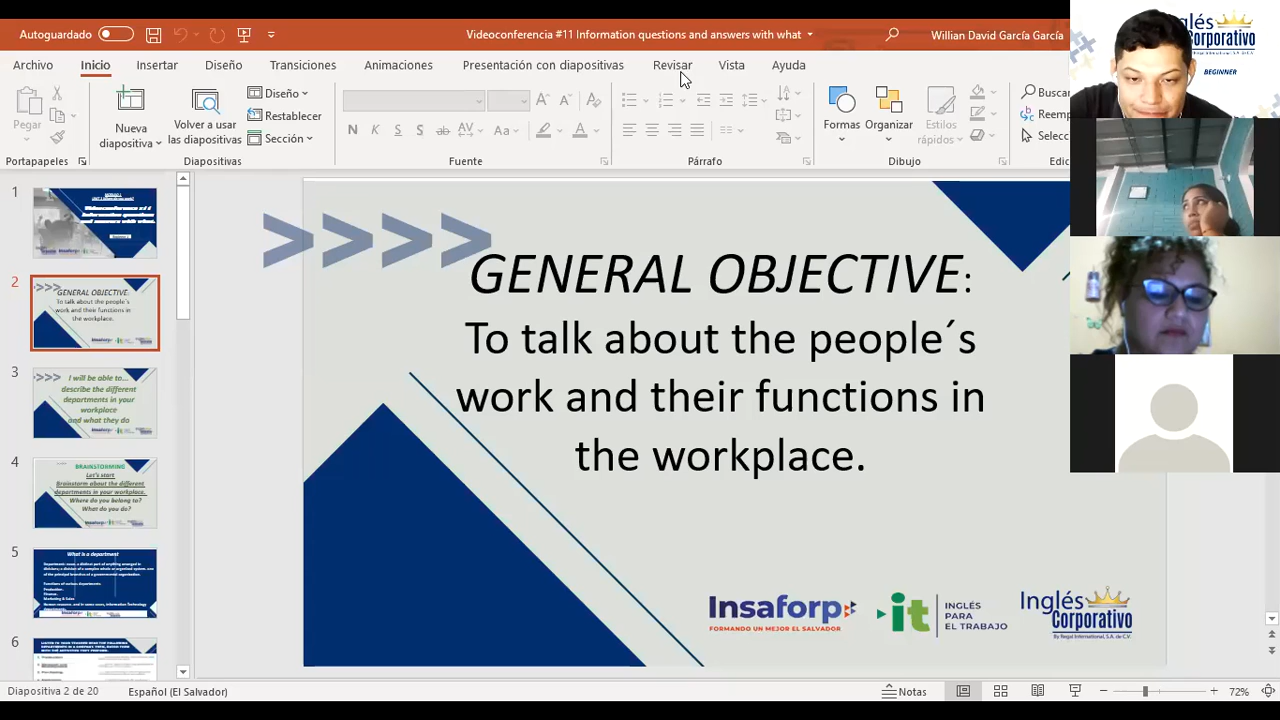 Autoguardado
Videoconferencia #11 Information questions and answers with what
Willian David García García
Archivo Inicio Insertar Diseño Transiciones Animaciones Presentación con diapositivas Revisar Vista Ayuda
Pegar
Nueva diapositiva
Volver a usar las diapositivas
Diseño
Restablecer
Sección
Formas
Organizar
Estilos rápidos
Buscar
Portapapeles
Diapositivas
Fuente
Párrafo
Dibujo
1
2
GENERAL OBJECTIVE:
To talk about the people´s
work and their functions in
the workplace.
3
I will be able to...
describe the different
departments in your
workplace
and what they do
4
BRAINSTORMING
Let's start
Brainstorm about the different
departments in your workplace.
Where do you belong to?
What do you do?
5
What is a department
6
GENERAL OBJECTIVE:
To talk about the people´s
work and their functions in
the workplace.
Insaforp
FORMANDO UN MEJOR EL SALVADOR
it
INGLÉS
PARA
EL TRABAJO
Inglés
Corporativo
By Regal International, S.A. de C.V.
Corporativo
BEGINNER
Diapositiva 2 de 20
Español (El Salvador)
Notas
72%